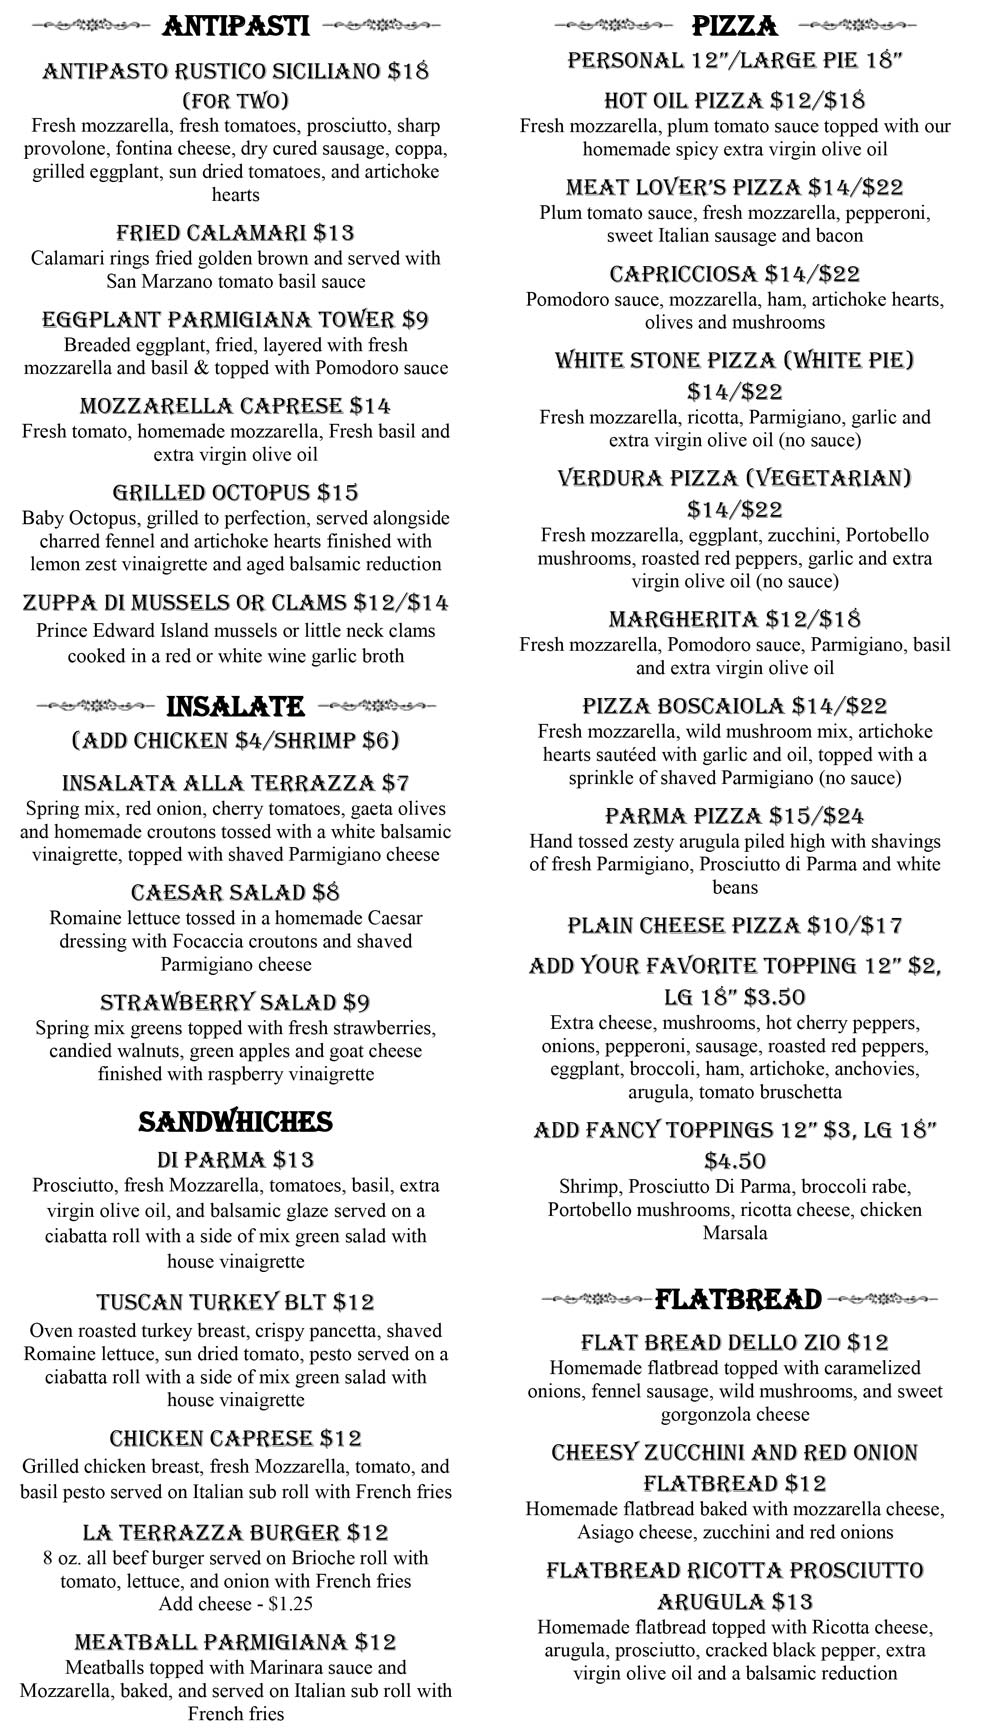 ANTIPASTI
ANTIPASTO RUSTICO SICILIANO $18
(FOR TWO)
Fresh mozzarella, fresh tomatoes, prosciutto, sharp
provolone, fontina cheese, dry cured sausage, coppa,
grilled eggplant, sun dried tomatoes, and artichoke
hearts
FRIED CALAMARI $13
Calamari rings fried golden brown and served with
San Marzano tomato basil sauce
EGGPLANT PARMIGIANA TOWER $9
Breaded eggplant, fried, layered with fresh
mozzarella and basil & topped with Pomodoro sauce
MOZZARELLA CAPRESE $14
Fresh tomato, homemade mozzarella, Fresh basil and
extra virgin olive oil
GRILLED OCTOPUS $15
Baby Octopus, grilled to perfection, served alongside
charred fennel and artichoke hearts finished with
lemon zest vinaigrette and aged balsamic reduction
ZUPPA DI MUSSELS OR CLAMS $12/$14
Prince Edward Island mussels or little neck clams
cooked in a red or white wine garlic broth
INSALATE
(ADD CHICKEN $4/SHRIMP $6)
INSALATA ALLA TERRAZZA $7
Spring mix, red onion, cherry tomatoes, gaeta olives
and homemade croutons tossed with a white balsamic
vinaigrette, topped with shaved Parmigiano cheese
CAESAR SALAD $8
Romaine lettuce tossed in a homemade Caesar
dressing with Focaccia croutons and shaved
Parmigiano cheese
STRAWBERRY SALAD $9
Spring mix greens topped with fresh strawberries,
candied walnuts, green apples and goat cheese
finished with raspberry vinaigrette
SANDWHICHES
DI PARMA $13
Prosciutto, fresh Mozzarella, tomatoes, basil, extra
virgin olive oil, and balsamic glaze served on a
ciabatta roll with a side of mix green salad with
house vinaigrette
TUSCAN TURKEY BLT $12
Oven roasted turkey breast, crispy pancetta, shaved
Romaine lettuce, sun dried tomato, pesto served on a
ciabatta roll with a side of mix green salad with
house vinaigrette
CHICKEN CAPRESE $12
Grilled chicken breast, fresh Mozzarella, tomato, and
basil pesto served on Italian sub roll with French fries
LA TERRAZZA BURGER $12
8 oz. all beef burger served on Brioche roll with
tomato, lettuce, and onion with French fries
Add cheese - $1.25
MEATBALL PARMIGIANA $12
Meatballs topped with Marinara sauce and
Mozzarella, baked, and served on Italian sub roll with
French fries
PIZZA
PERSONAL 12”/LARGE PIE 18”
HOT OIL PIZZA $12/$18
Fresh mozzarella, plum tomato sauce topped with our
homemade spicy extra virgin olive oil
MEAT LOVER’S PIZZA $14/$22
Plum tomato sauce, fresh mozzarella, pepperoni,
sweet Italian sausage and bacon
CAPRICCIOSA $14/$22
Pomodoro sauce, mozzarella, ham, artichoke hearts,
olives and mushrooms
WHITE STONE PIZZA (WHITE PIE)
$14/$22
Fresh mozzarella, ricotta, Parmigiano, garlic and
extra virgin olive oil (no sauce)
VERDURA PIZZA (VEGETARIAN)
$14/$22
Fresh mozzarella, eggplant, zucchini, Portobello
mushrooms, roasted red peppers, garlic and extra
virgin olive oil (no sauce)
MARGHERITA $12/$18
Fresh mozzarella, Pomodoro sauce, Parmigiano, basil
and extra virgin olive oil
PIZZA BOSCAIOLA $14/$22
Fresh mozzarella, wild mushroom mix, artichoke
hearts sautéed with garlic and oil, topped with a
sprinkle of shaved Parmigiano (no sauce)
PARMA PIZZA $15/$24
Hand tossed zesty arugula piled high with shavings
of fresh Parmigiano, Prosciutto di Parma and white
beans
PLAIN CHEESE PIZZA $10/$17
ADD YOUR FAVORITE TOPPING 12” $2,
LG 18” $3.50
Extra cheese, mushrooms, hot cherry peppers,
onions, pepperoni, sausage, roasted red peppers,
eggplant, broccoli, ham, artichoke, anchovies,
arugula, tomato bruschetta
ADD FANCY TOPPINGS 12” $3, LG 18”
$4.50
Shrimp, Prosciutto Di Parma, broccoli rabe,
Portobello mushrooms, ricotta cheese, chicken
Marsala
FLATBREAD
FLAT BREAD DELLO ZIO $12
Homemade flatbread topped with caramelized
onions, fennel sausage, wild mushrooms, and sweet
gorgonzola cheese
CHEESY ZUCCHINI AND RED ONION
FLATBREAD $12
Homemade flatbread baked with mozzarella cheese,
Asiago cheese, zucchini and red onions
FLATBREAD RICOTTA PROSCIUTTO
ARUGULA $13
Homemade flatbread topped with Ricotta cheese,
arugula, prosciutto, cracked black pepper, extra
virgin olive oil and a balsamic reduction